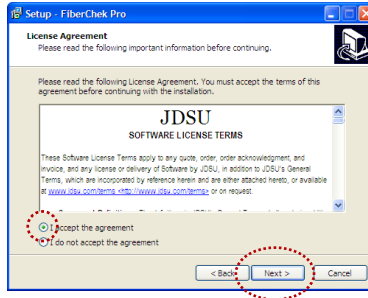 Setup - FiberChek Pro
License Agreement
Please read the following important information before continuing.
Please read the following License Agreement. You must accept the terms of this
agreement before continuing with the installation.
JDSU
SOFTWARE LICENSE TERMS
These Software License Terms apply to any quote, order, order acknowledgment, and
invoice, and any license or delivery of Software by JDSU, in addition to JDSU's General
Terms, which are incorporated by reference herein and are either attached hereto, or available
at www.jdsu.com/terms <http://www.jdsu.com/terms> or on request.
I accept the agreement
I do not accept the agreement
< Back
Next >
Cancel